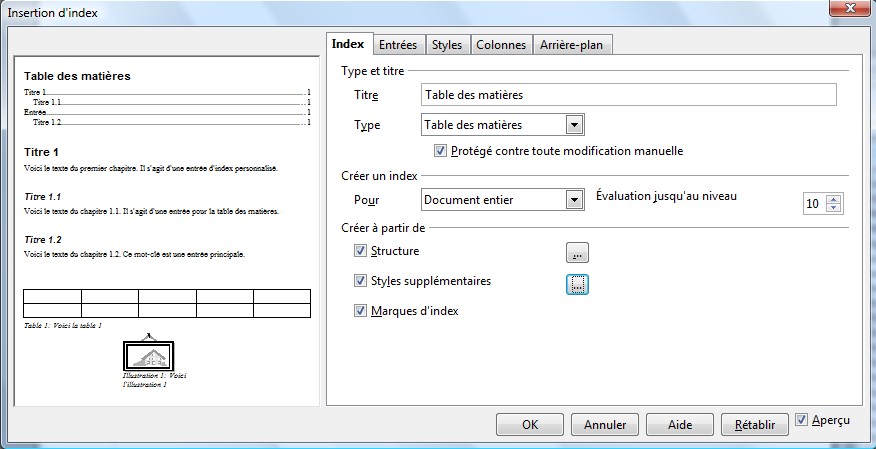 Insertion d'index
Table des matières
Titre 1 1
Titre 1.1 1
Entrée 1
Titre 1.2 1
Titre 1
Voici le texte du premier chapitre. Il s'agit d'une entrée d'index personnalisé.
Titre 1.1
Voici le texte du chapitre 1.1. Il s'agit d'une entrée pour la table des matières.
Titre 1.2
Voici le texte du chapitre 1.2. Ce mot-clé est une entrée principale.
Table 1: Voici la table 1
Illustration 1: Voici
l'illustration 1
Index Entrées Styles Colonnes Arrière-plan
Type et titre
Titre Table des matières
Type Table des matières
Protégé contre toute modification manuelle
Créer un index
Pour Document entier Évaluation jusqu'au niveau 10
Créer à partir de
Structure ...
Styles supplémentaires ...
Marques d'index
OK Annuler Aide Rétablir Aperçu